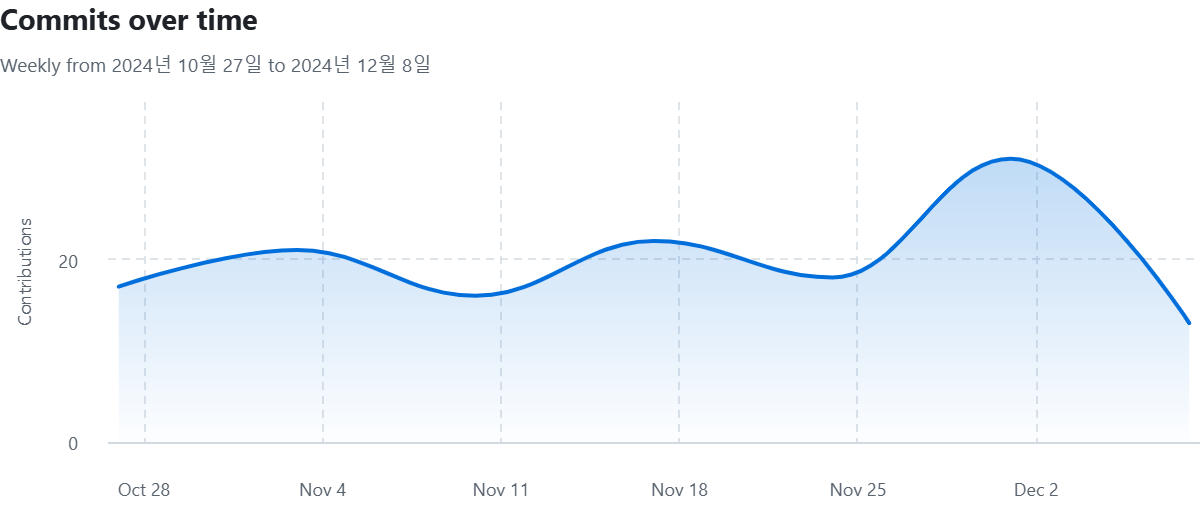 Commits over time
Weekly from 2024년 10월 27일 to 2024년 12월 8일
Contributions
20
0
Oct 28
Nov 4
Nov 11
Nov 18
Nov 25
Dec 2